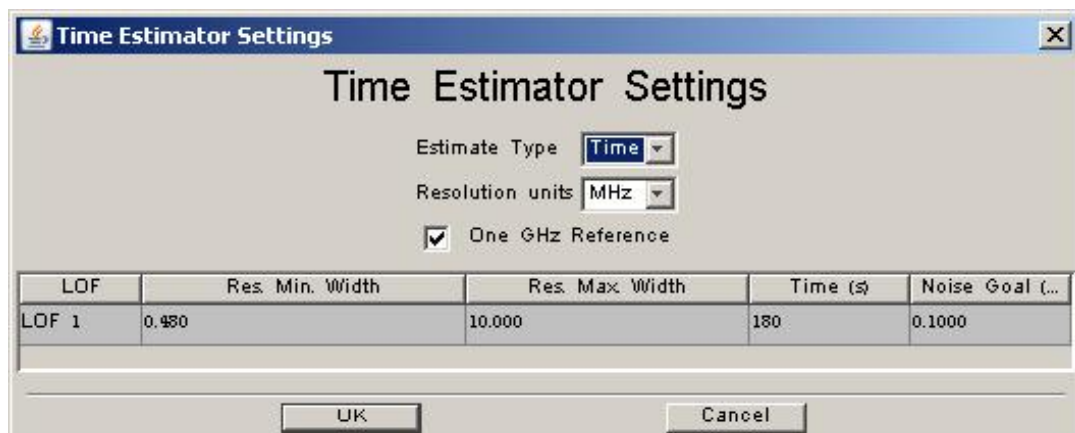 Time Estimator Settings
Time Estimator Settings
Estimate Type Time
Resolution units MHz
One GHz Reference
LOF Res. Min. Width Res. Max. Width Time (s) Noise Goal (...
LOF 1 0.480 10.000 180 0.1000
OK Cancel